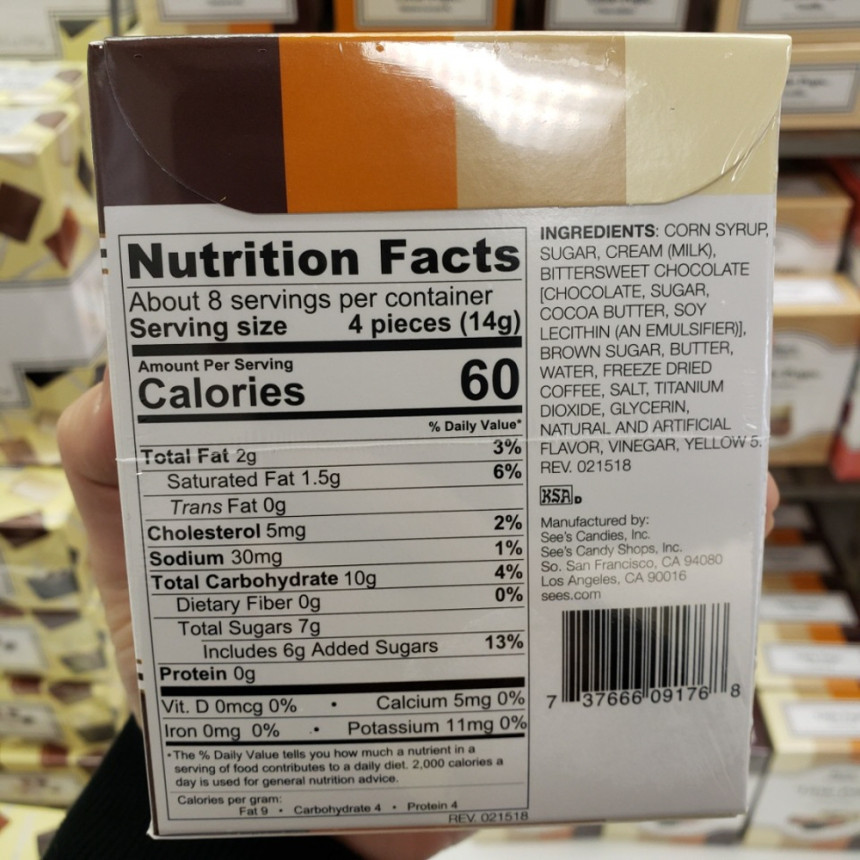 Nutrition Facts
About 8 servings per container
Serving size 4 pieces (14g)
Amount Per Serving
Calories 60
% Daily Value*
Total Fat 2g 3%
Saturated Fat 1.5g 6%
Trans Fat 0g
Cholesterol 5mg 2%
Sodium 30mg 1%
Total Carbohydrate 10g 4%
Dietary Fiber 0g 0%
Total Sugars 7g
Includes 6g Added Sugars 13%
Protein 0g
Vit. D 0mcg 0% • Calcium 5mg 0%
Iron 0mg 0% • Potassium 11mg 0%
*The % Daily Value tells you how much a nutrient in a
serving of food contributes to a daily diet. 2,000 calories a
day is used for general nutrition advice.
Calories per gram:
Fat 9 • Carbohydrate 4 • Protein 4
REV. 021518
INGREDIENTS: CORN SYRUP,
SUGAR, CREAM (MILK),
BITTERSWEET CHOCOLATE
[CHOCOLATE, SUGAR,
COCOA BUTTER, SOY
LECITHIN (AN EMULSIFIER)],
BROWN SUGAR, BUTTER,
WATER, FREEZE DRIED
COFFEE, SALT, TITANIUM
DIOXIDE, GLYCERIN,
NATURAL AND ARTIFICIAL
FLAVOR, VINEGAR, YELLOW 5.
REV. 021518
KSA D
Manufactured by:
See's Candies, Inc.
See's Candy Shops, Inc.
So. San Francisco, CA 94080
Los Angeles, CA 90016
sees.com
7 37666 09176 8